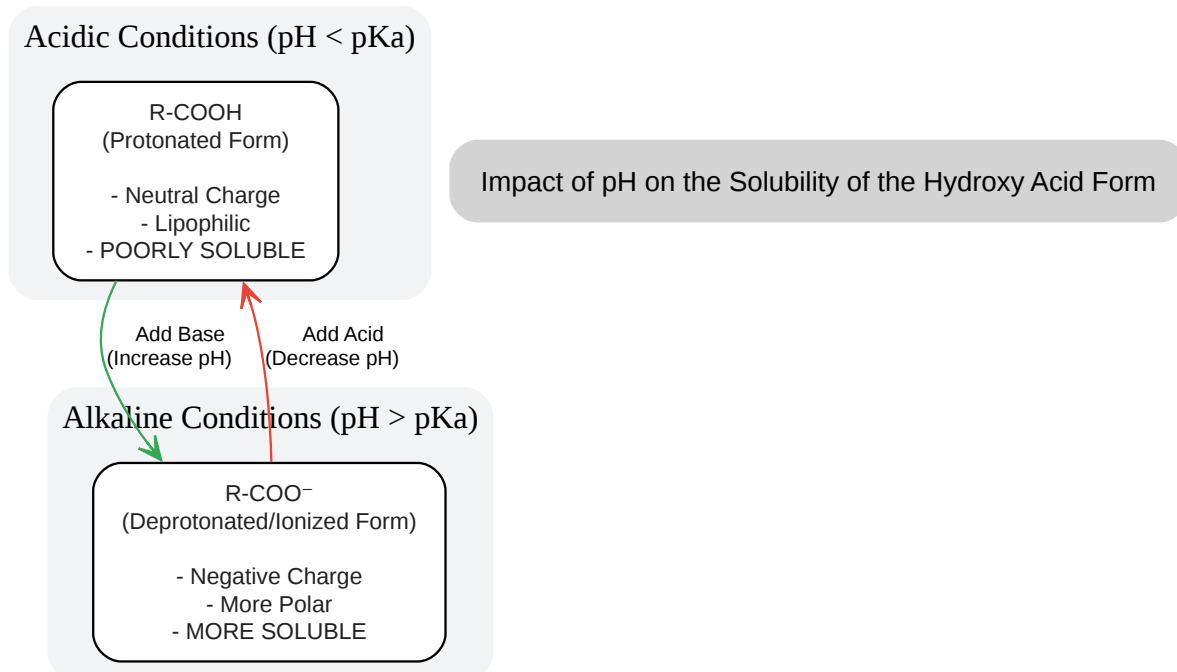 Acidic Conditions (pH < pKa)
R-COOH
(Protonated Form)
- Neutral Charge
- Lipophilic
- POORLY SOLUBLE
Impact of pH on the Solubility of the Hydroxy Acid Form
Add Base
(Increase pH)
Add Acid
(Decrease pH)
Alkaline Conditions (pH > pKa)
R-COO⁻
(Deprotonated/Ionized Form)
- Negative Charge
- More Polar
- MORE SOLUBLE